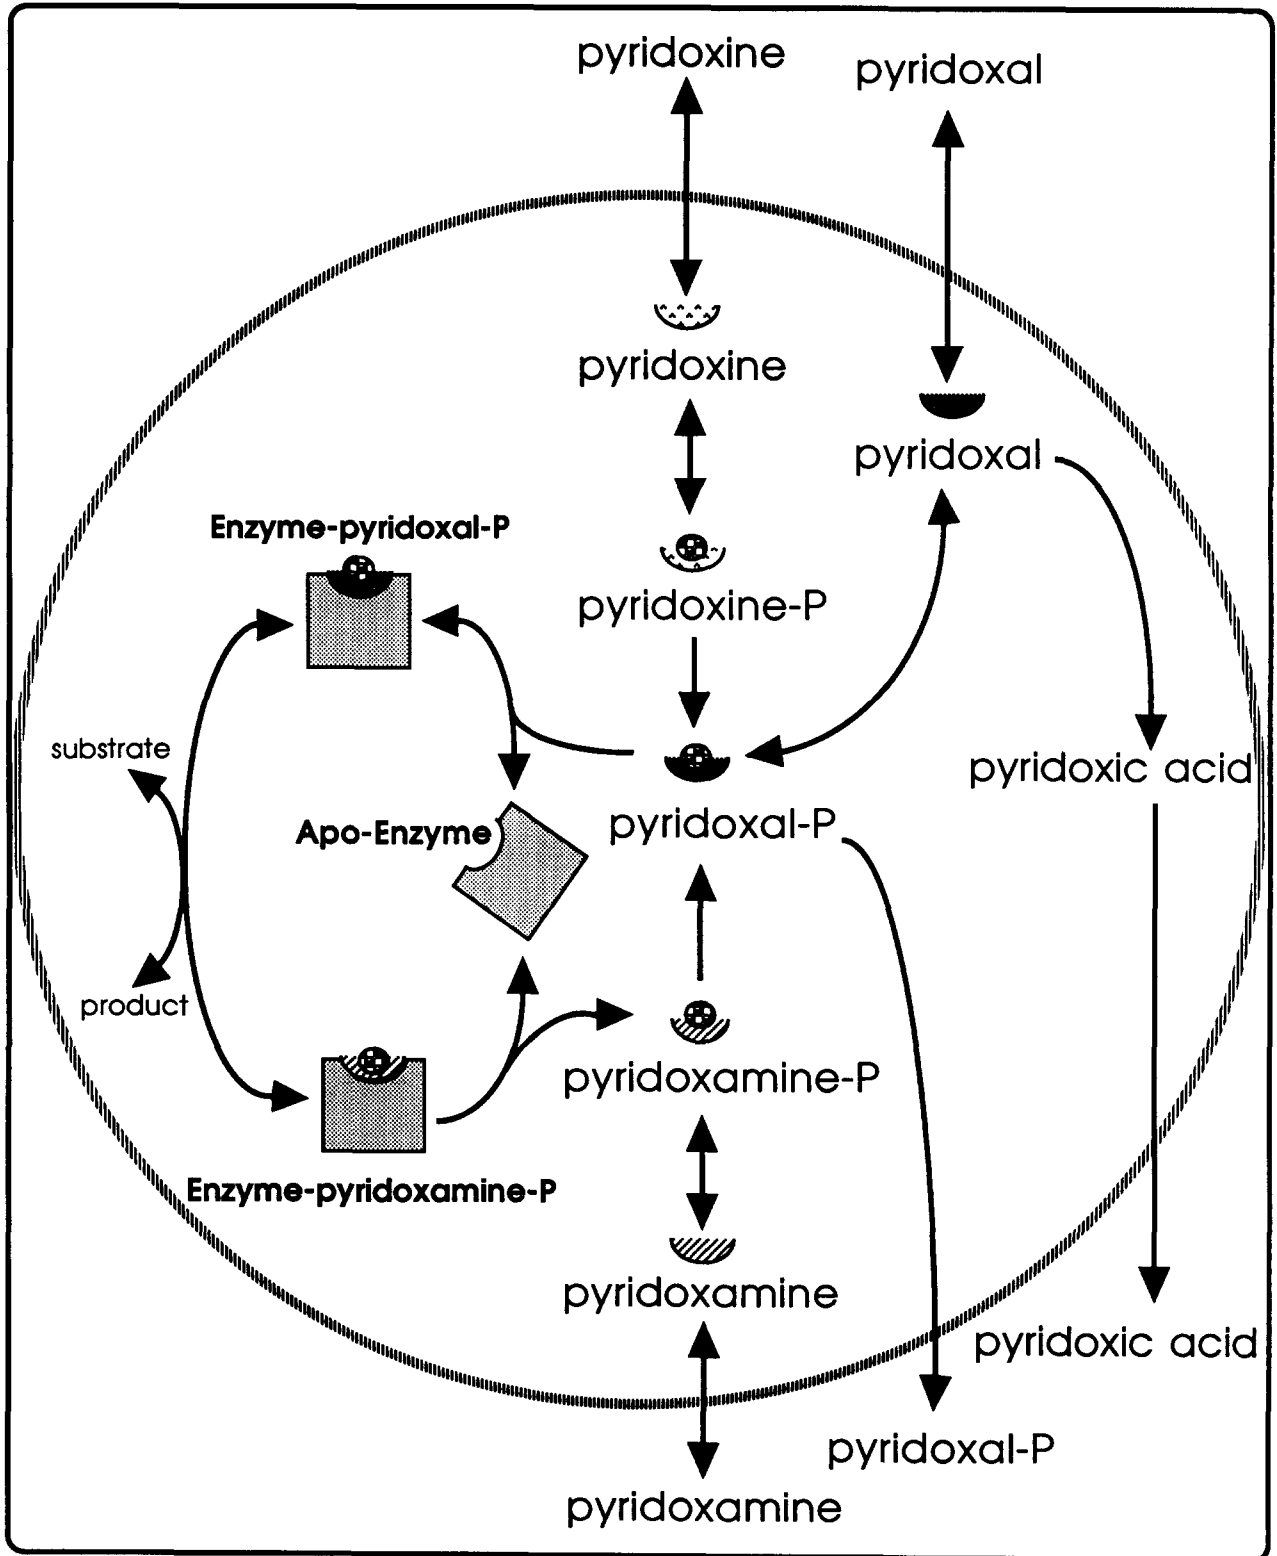 pyridoxine
pyridoxal
pyridoxine
pyridoxal
Enzyme-pyridoxal-P
pyridoxine-P
substrate
pyridoxic acid
Apo-Enzyme
pyridoxal-P
product
pyridoxamine-P
Enzyme-pyridoxamine-P
pyridoxamine
pyridoxic acid
pyridoxal-P
pyridoxamine